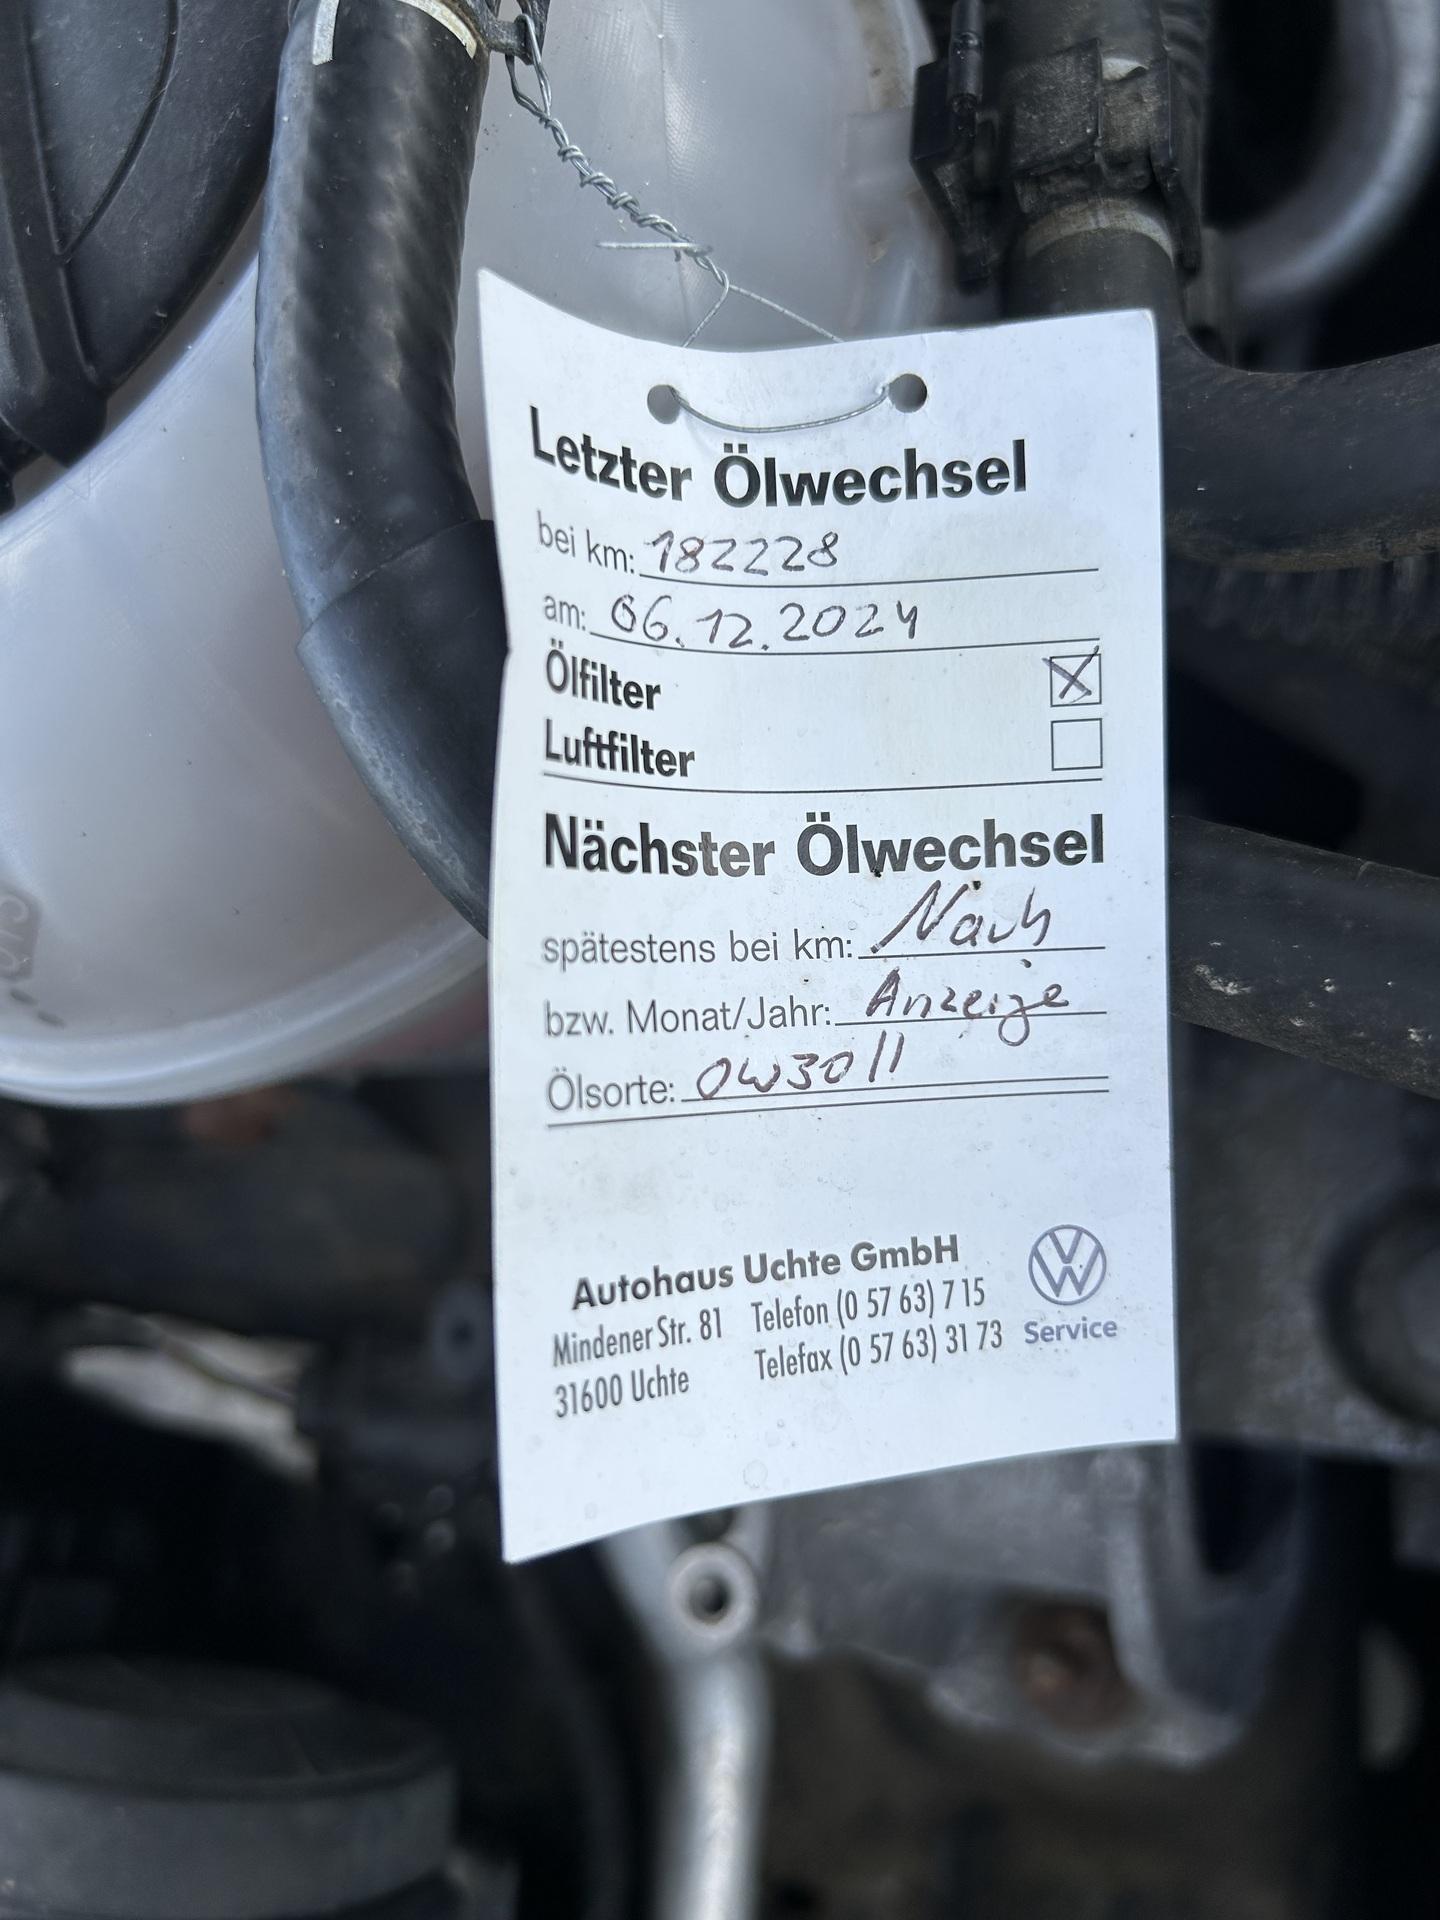 Letzter Ölwechsel
bei km: 182228
am: 06.12.2024
Ölfilter
Luftfilter
Nächster Ölwechsel
spätestens bei km: Nach
bzw. Monat/Jahr: Anzeige
Ölsorte: 0W30 ll
Autohaus Uchte GmbH
Mindener Str. 81 Telefon (0 57 63) 7 15
31600 Uchte Telefax (0 57 63) 31 73
Service